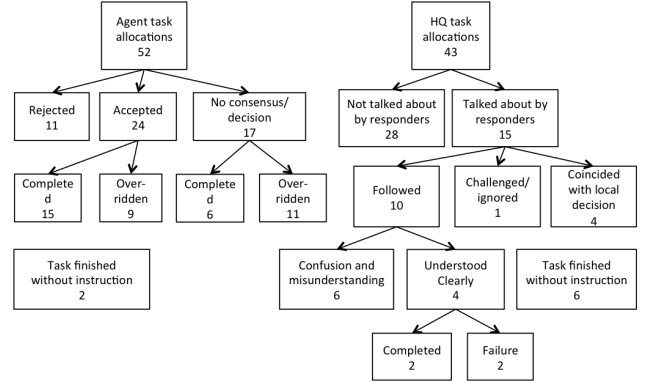 Agent task
allocations
52
HQ task
allocations
43
Rejected
11
Accepted
24
No consensus/
decision
17
Not talked about
by responders
28
Talked about by
responders
15
Complete
d
15
Over-
ridden
9
Complete
d
6
Over-
ridden
11
Followed
10
Challenged/
ignored
1
Coincided
with local
decision
4
Task finished
without instruction
2
Confusion and
misunderstanding
6
Understood
Clearly
4
Task finished
without instruction
6
Completed
2
Failure
2